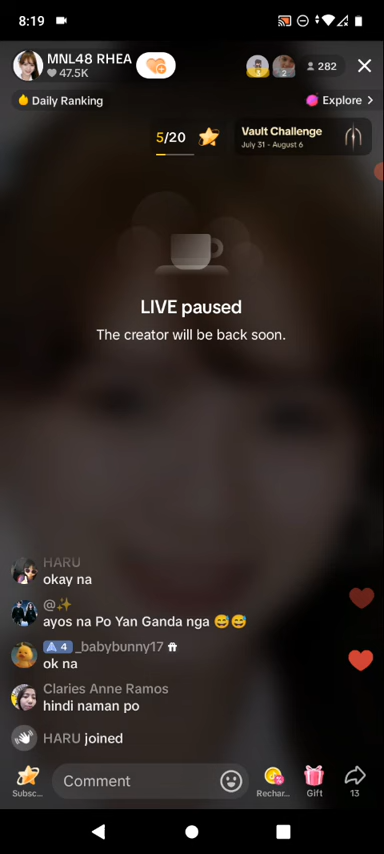 8:19
MNL48 RHEA
47.5K
282
Daily Ranking
Explore >
5/20
Vault Challenge
July 31 - August 6
LIVE paused
The creator will be back soon.
HARU
okay na
@✨
ayos na Po Yan Ganda nga 😅😅
4 _babybunny17
ok na
Claries Anne Ramos
hindi naman po
HARU joined
Comment
Subsc...
Rechar...
Gift
13